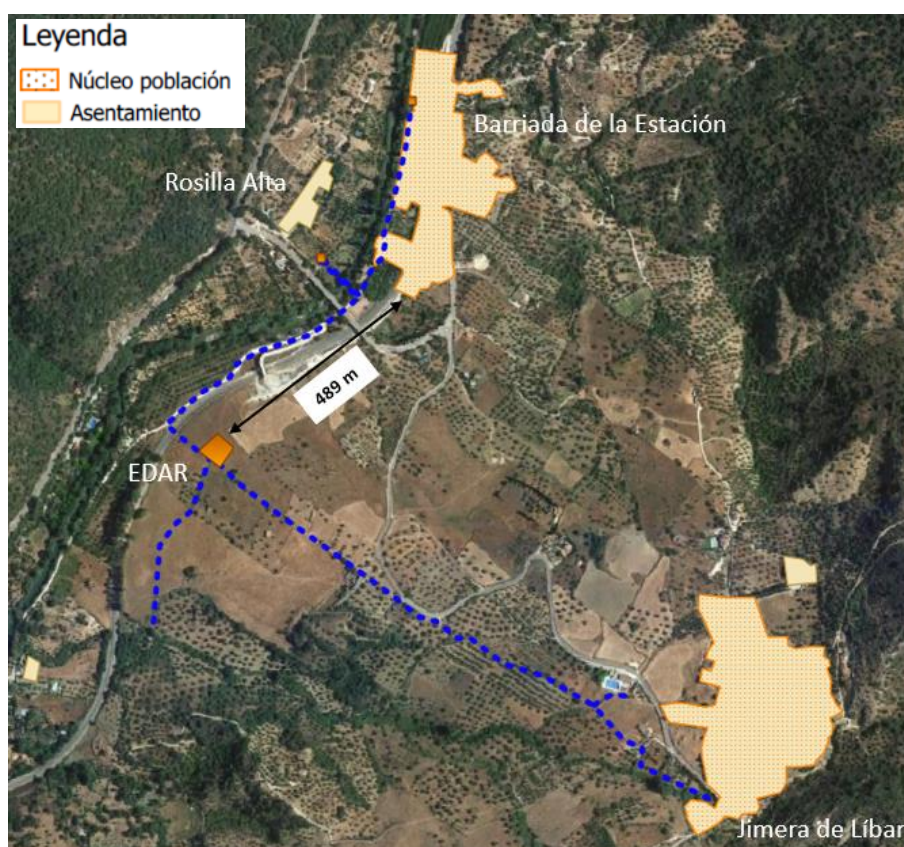 Leyenda
Núcleo población
Asentamiento
Barriada de la Estación
Rosilla Alta
489 m
EDAR
Jimera de Líbar